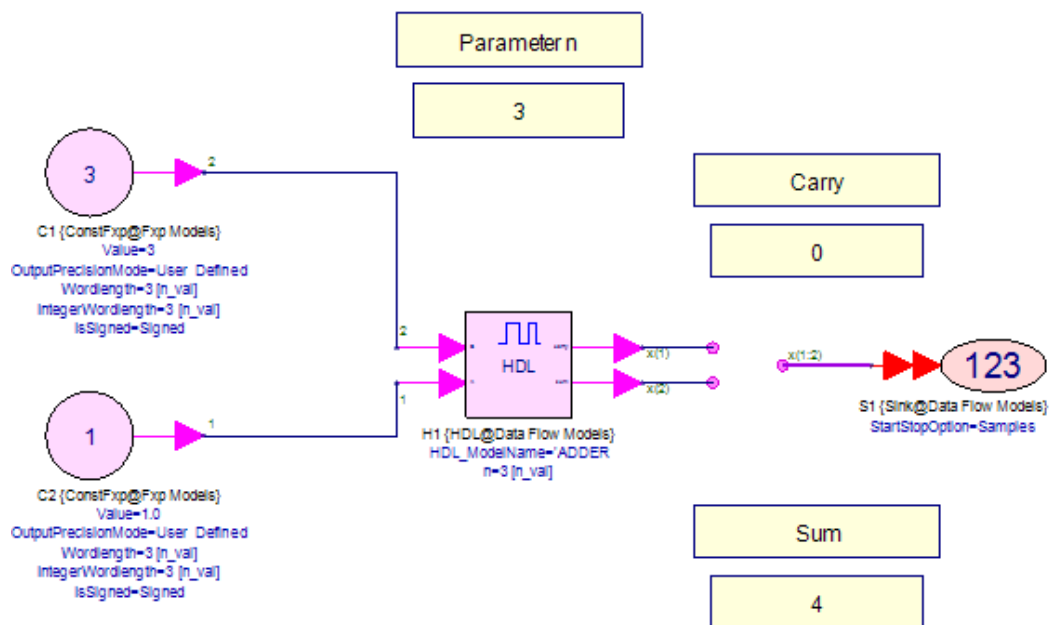 Parameter n
3
Carry
0
3
2
C1 {ConstFxp@Fxp Models}
Value=3
OutputPrecisionMode=User Defined
Wordlength=3 [n_val]
IntegerWordlength=3 [n_val]
IsSigned=Signed
2
1
HDL
carry
sum
x(1)
x(2)
H1 {HDL@Data Flow Models}
HDL_ModelName='ADDER
n=3 [n_val]
x(1:2)
123
S1 {Sink@Data Flow Models}
StartStopOption=Samples
1
1
C2 {ConstFxp@Fxp Models}
Value=1.0
OutputPrecisionMode=User Defined
Wordlength=3 [n_val]
IntegerWordlength=3 [n_val]
IsSigned=Signed
Sum
4